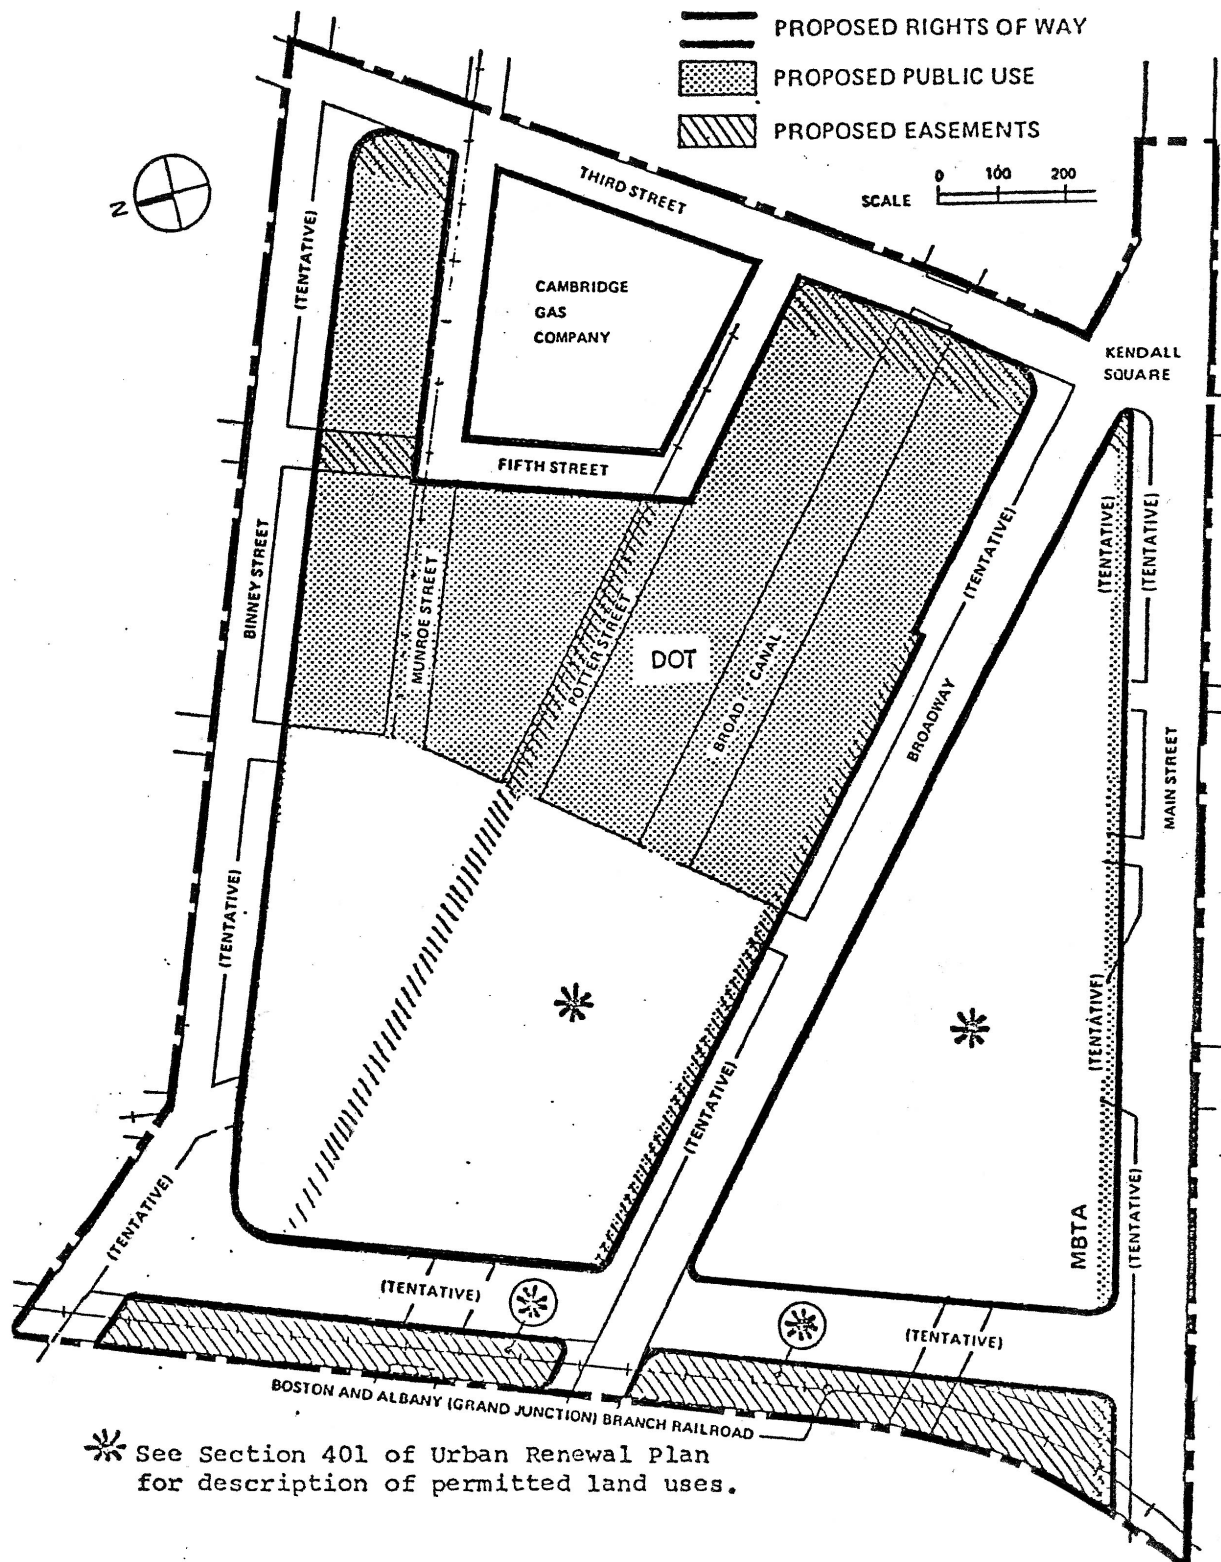 PROPOSED RIGHTS OF WAY
PROPOSED PUBLIC USE
PROPOSED EASEMENTS
SCALE
0 100 200
N
THIRD STREET
(TENTATIVE)
CAMBRIDGE
GAS
COMPANY
KENDALL
SQUARE
FIFTH STREET
BINNEY STREET
MUNROE STREET
POTTER STREET
DOT
BROAD CANAL
(TENTATIVE)
BROADWAY
(TENTATIVE)
(TENTATIVE)
MAIN STREET
(TENTATIVE)
(TENTATIVE)
(TENTATIVE)
(TENTATIVE)
MBTA
(TENTATIVE)
(TENTATIVE)
(TENTATIVE)
BOSTON AND ALBANY (GRAND JUNCTION) BRANCH RAILROAD
See Section 401 of Urban Renewal Plan
for description of permitted land uses.